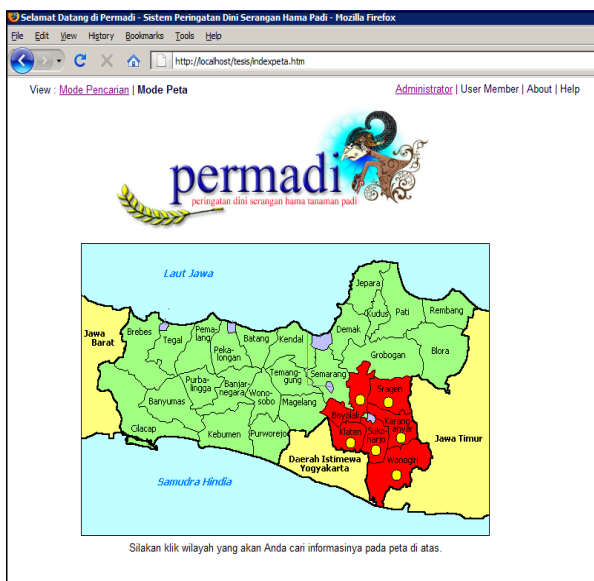 Selamat Datang di Permadi - Sistem Peringatan Dini Serangan Hama Padi - Mozilla Firefox
File Edit View History Bookmarks Tools Help
http://localhost/tesis/indexpeta.htm
View : Mode Pencarian | Mode Peta
Administrator | User Member | About | Help
permadi
peringatan dini serangan hama tanaman padi
Laut Jawa
Jepara
Kudus
Pati
Rembang
Jawa Barat
Brebes
Tegal
Pema-
lang
Peka-
longan
Batang
Kendal
Demak
Grobogan
Blora
Semarang
Temang-
gung
Purba-
lingga
Banjar-
negara
Wono-
sobo
Magelang
Banyumas
Cilacap
Kebumen
Purworejo
Boyolali
Sragen
Klaten
Suko-
harjo
Karang-
anyar
Wonogiri
Jawa Timur
Daerah Istimewa
Yogyakarta
Samudra Hindia
Silakan klik wilayah yang akan Anda cari informasinya pada peta di atas.